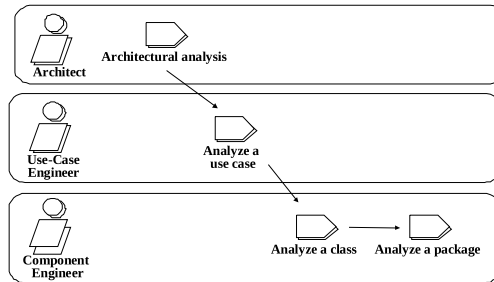 Architectural analysis
Architect
Analyze a
use case
Use-Case
Engineer
Analyze a class
Analyze a package
Component
Engineer